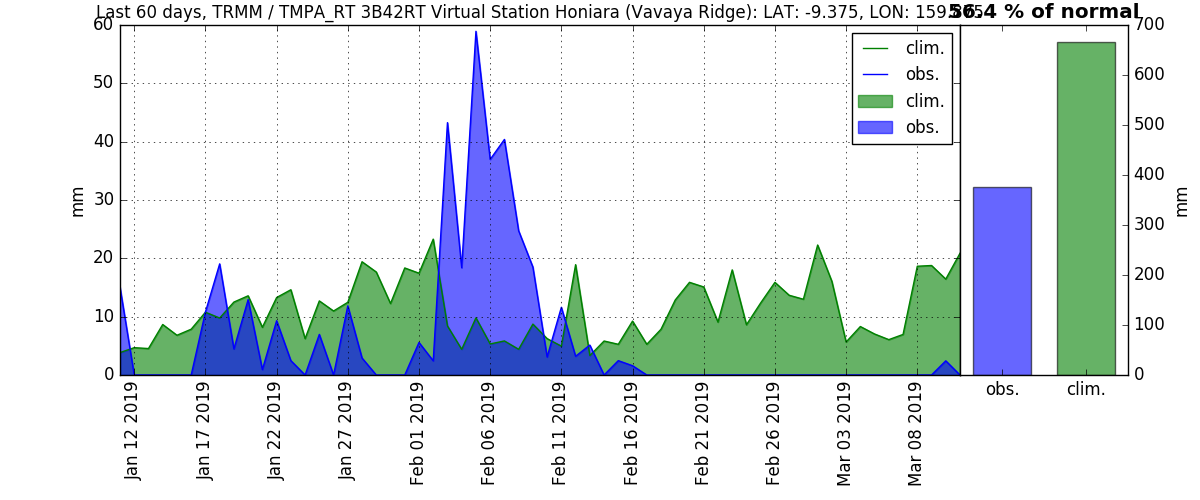 Last 60 days, TRMM / TMPA_RT 3B42RT Virtual Station Honiara (Vavaya Ridge): LAT: -9.375, LON:
56.4 % of normal
60
50
40
30
20
10
0
mm
clim.
obs.
clim.
obs.
700
600
500
400
300
200
100
0
mm
Jan 12 2019
Jan 17 2019
Jan 22 2019
Jan 27 2019
Feb 01 2019
Feb 06 2019
Feb 11 2019
Feb 16 2019
Feb 21 2019
Feb 26 2019
Mar 03 2019
Mar 08 2019
obs.
clim.